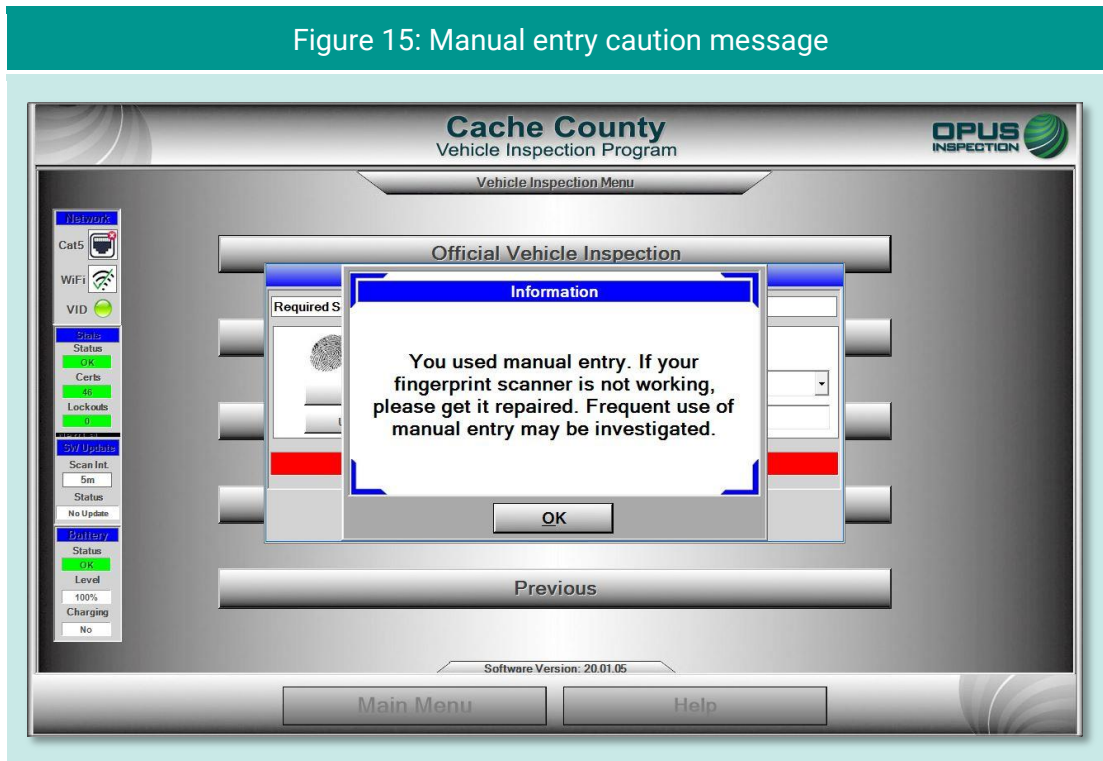 Figure 15: Manual entry caution message
Cache County
Vehicle Inspection Program
OPUS
INSPECTION
Vehicle Inspection Menu
Network
Cat5
WiFi
VID
Stats
Status
OK
Certs
46
Lockouts
0
SW Update
Scan Int.
5m
Status
No Update
Battery
Status
OK
Level
100%
Charging
No
Official Vehicle Inspection
Required S
Information
You used manual entry. If your
fingerprint scanner is not working,
please get it repaired. Frequent use of
manual entry may be investigated.
OK
Previous
Software Version: 20.01.05
Main Menu
Help